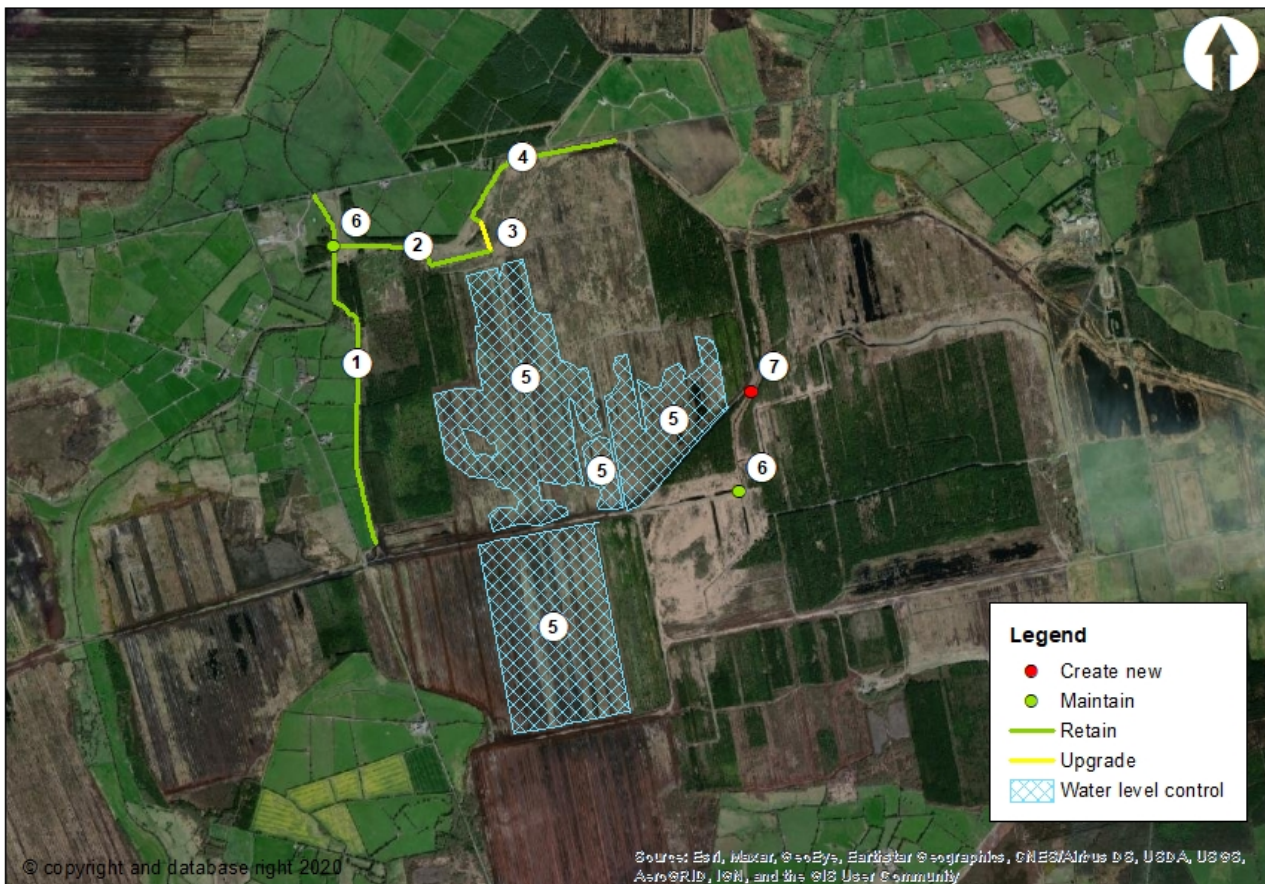 4
6
2
3
1
7
5
5
6
5
5
Legend
Create new
Maintain
Retain
Upgrade
Water level control
© copyright and database right 2020
Source: Esri, Maxar, GeoEye, Earthstar Geographics, CNES/Airbus DS, USDA, USGS,
AeroGRID, IGN, and the GIS User Community